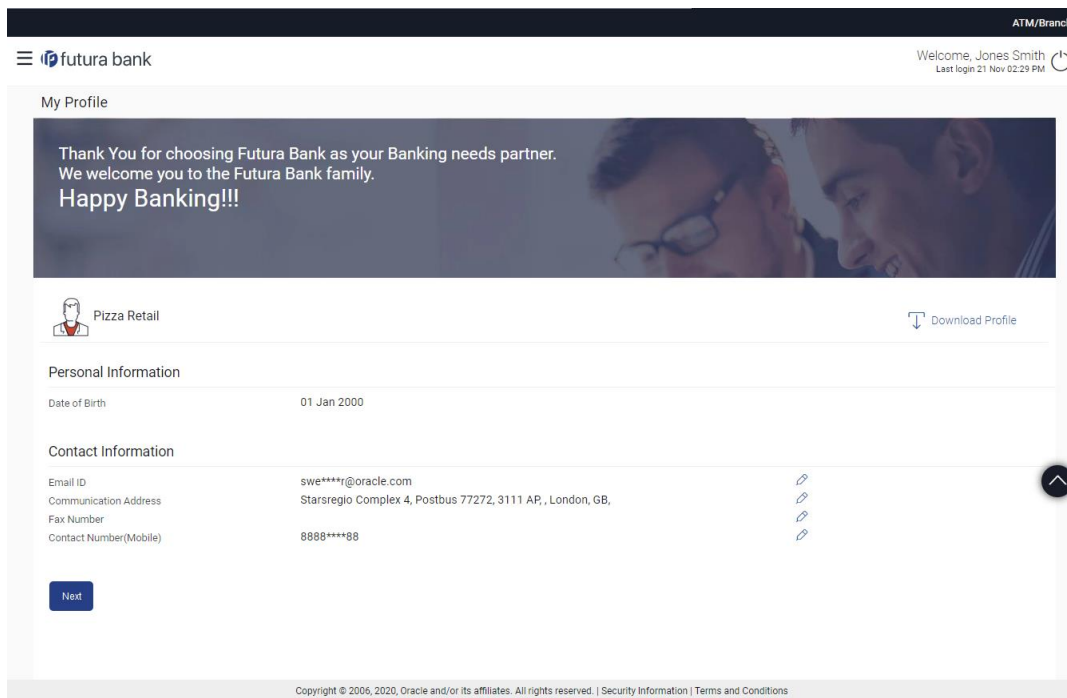 ATM/Branch
futura bank
Welcome, Jones Smith
Last login 21 Nov 02:29 PM
My Profile
Thank You for choosing Futura Bank as your Banking needs partner.
We welcome you to the Futura Bank family.
Happy Banking!!!
Pizza Retail
Download Profile
Personal Information
Date of Birth 01 Jan 2000
Contact Information
Email ID swe****r@oracle.com
Communication Address Starsregio Complex 4, Postbus 77272, 3111 AP, , London, GB,
Fax Number
Contact Number(Mobile) 8888****88
Next
Copyright © 2006, 2020, Oracle and/or its affiliates. All rights reserved. | Security Information | Terms and Conditions